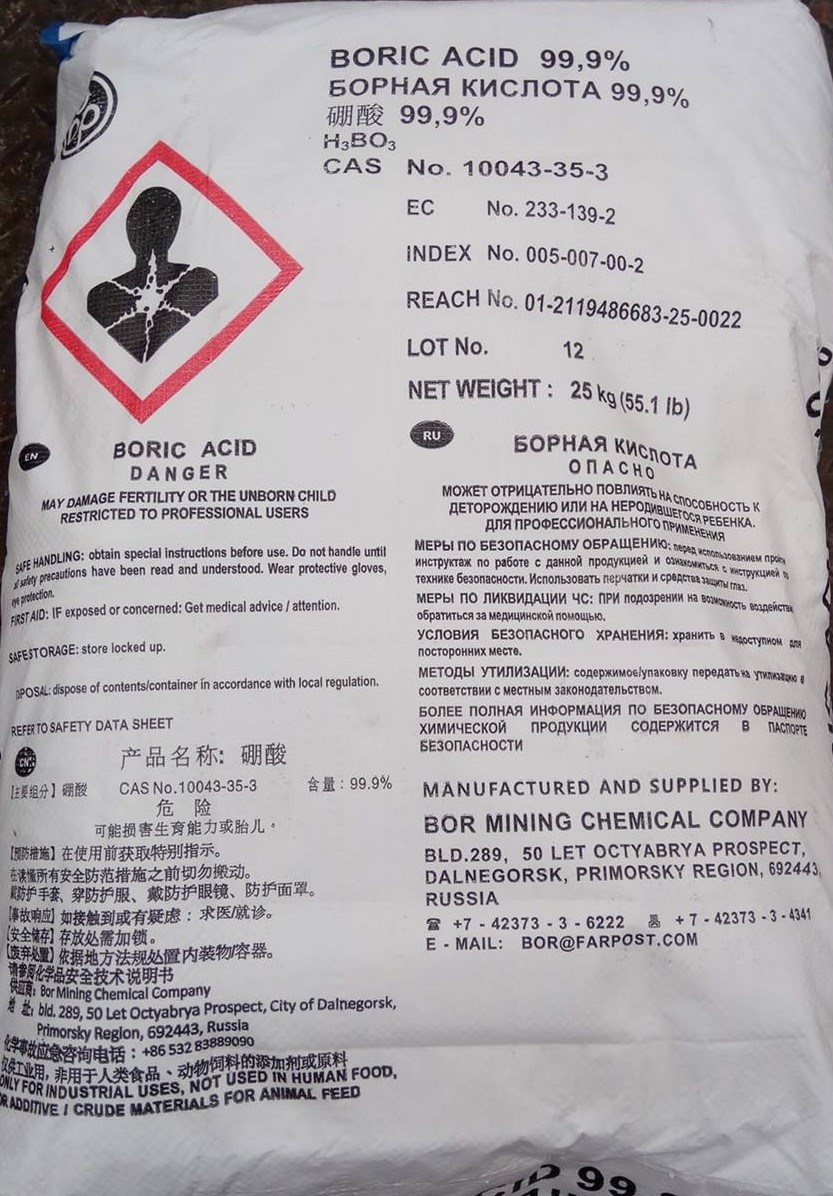 BORIC ACID 99,9%
БОРНАЯ КИСЛОТА 99,9%
硼酸 99,9%
H₃BO₃
CAS No. 10043-35-3
EC No. 233-139-2
INDEX No. 005-007-00-2
REACH No. 01-2119486683-25-0022
LOT No. 12
NET WEIGHT : 25 kg (55.1 lb)
EN
BORIC ACID
DANGER
MAY DAMAGE FERTILITY OR THE UNBORN CHILD
RESTRICTED TO PROFESSIONAL USERS
SAFE HANDLING: obtain special instructions before use. Do not handle until
all safety precautions have been read and understood. Wear protective gloves,
eye protection.
FIRST AID: IF exposed or concerned: Get medical advice / attention.
SAFE STORAGE: store locked up.
POSAL: dispose of contents/container in accordance with local regulation.
REFER TO SAFETY DATA SHEET
RU
БОРНАЯ КИСЛОТА
ОПАСНО
МОЖЕТ ОТРИЦАТЕЛЬНО ПОВЛИЯТЬ НА СПОСОБНОСТЬ К
ДЕТОРОЖДЕНИЮ ИЛИ НА НЕРОДИВШЕГОСЯ РЕБЕНКА.
ДЛЯ ПРОФЕССИОНАЛЬНОГО ПРИМЕНЕНИЯ
МЕРЫ ПО БЕЗОПАСНОМУ ОБРАЩЕНИЮ: перед использованием пройти
инструктаж по работе с данной продукцией и ознакомиться с инструкцией по
технике безопасности. Использовать перчатки и средства защиты глаз.
МЕРЫ ПО ЛИКВИДАЦИИ ЧС: ПРИ подозрении на возможность воздействия
обратиться за медицинской помощью.
УСЛОВИЯ БЕЗОПАСНОГО ХРАНЕНИЯ: хранить в недоступном для
посторонних месте.
МЕТОДЫ УТИЛИЗАЦИИ: содержимое/упаковку передать на утилизацию в
соответствии с местным законодательством.
БОЛЕЕ ПОЛНАЯ ИНФОРМАЦИЯ ПО БЕЗОПАСНОМУ ОБРАЩЕНИЮ
ХИМИЧЕСКОЙ ПРОДУКЦИИ СОДЕРЖИТСЯ В ПАСПОРТЕ
БЕЗОПАСНОСТИ
CN
产品名称: 硼酸
【主要组分】硼酸 CAS No.10043-35-3 含量：99.9%
危 险
可能损害生育能力或胎儿。
【预防措施】在使用前获取特别指示。
在读懂所有安全防范措施之前切勿搬动。
戴防护手套、穿防护服、戴防护眼镜、防护面罩。
【事故响应】如接触到或有疑虑：求医/就诊。
【安全储存】存放处需加锁。
【废弃处置】依据地方法规处置内装物/容器。
请参阅化学品安全技术说明书
供应商: Bor Mining Chemical Company
地 址: bld. 289, 50 Let Octyabrya Prospect, City of Dalnegorsk,
Primorsky Region, 692443, Russia
化学事故应急咨询电话：+86 532 83889090
仅供工业用, 非用于人类食品、动物饲料的添加剂或原料
ONLY FOR INDUSTRIAL USES, NOT USED IN HUMAN FOOD,
OR ADDITIVE / CRUDE MATERIALS FOR ANIMAL FEED
MANUFACTURED AND SUPPLIED BY:
BOR MINING CHEMICAL COMPANY
BLD.289, 50 LET OCTYABRYA PROSPECT,
DALNEGORSK, PRIMORSKY REGION, 692443,
RUSSIA
☎ +7 - 42373 - 3 - 6222 +7 - 42373 - 3 - 4341
E - MAIL: BOR@FARPOST.COM